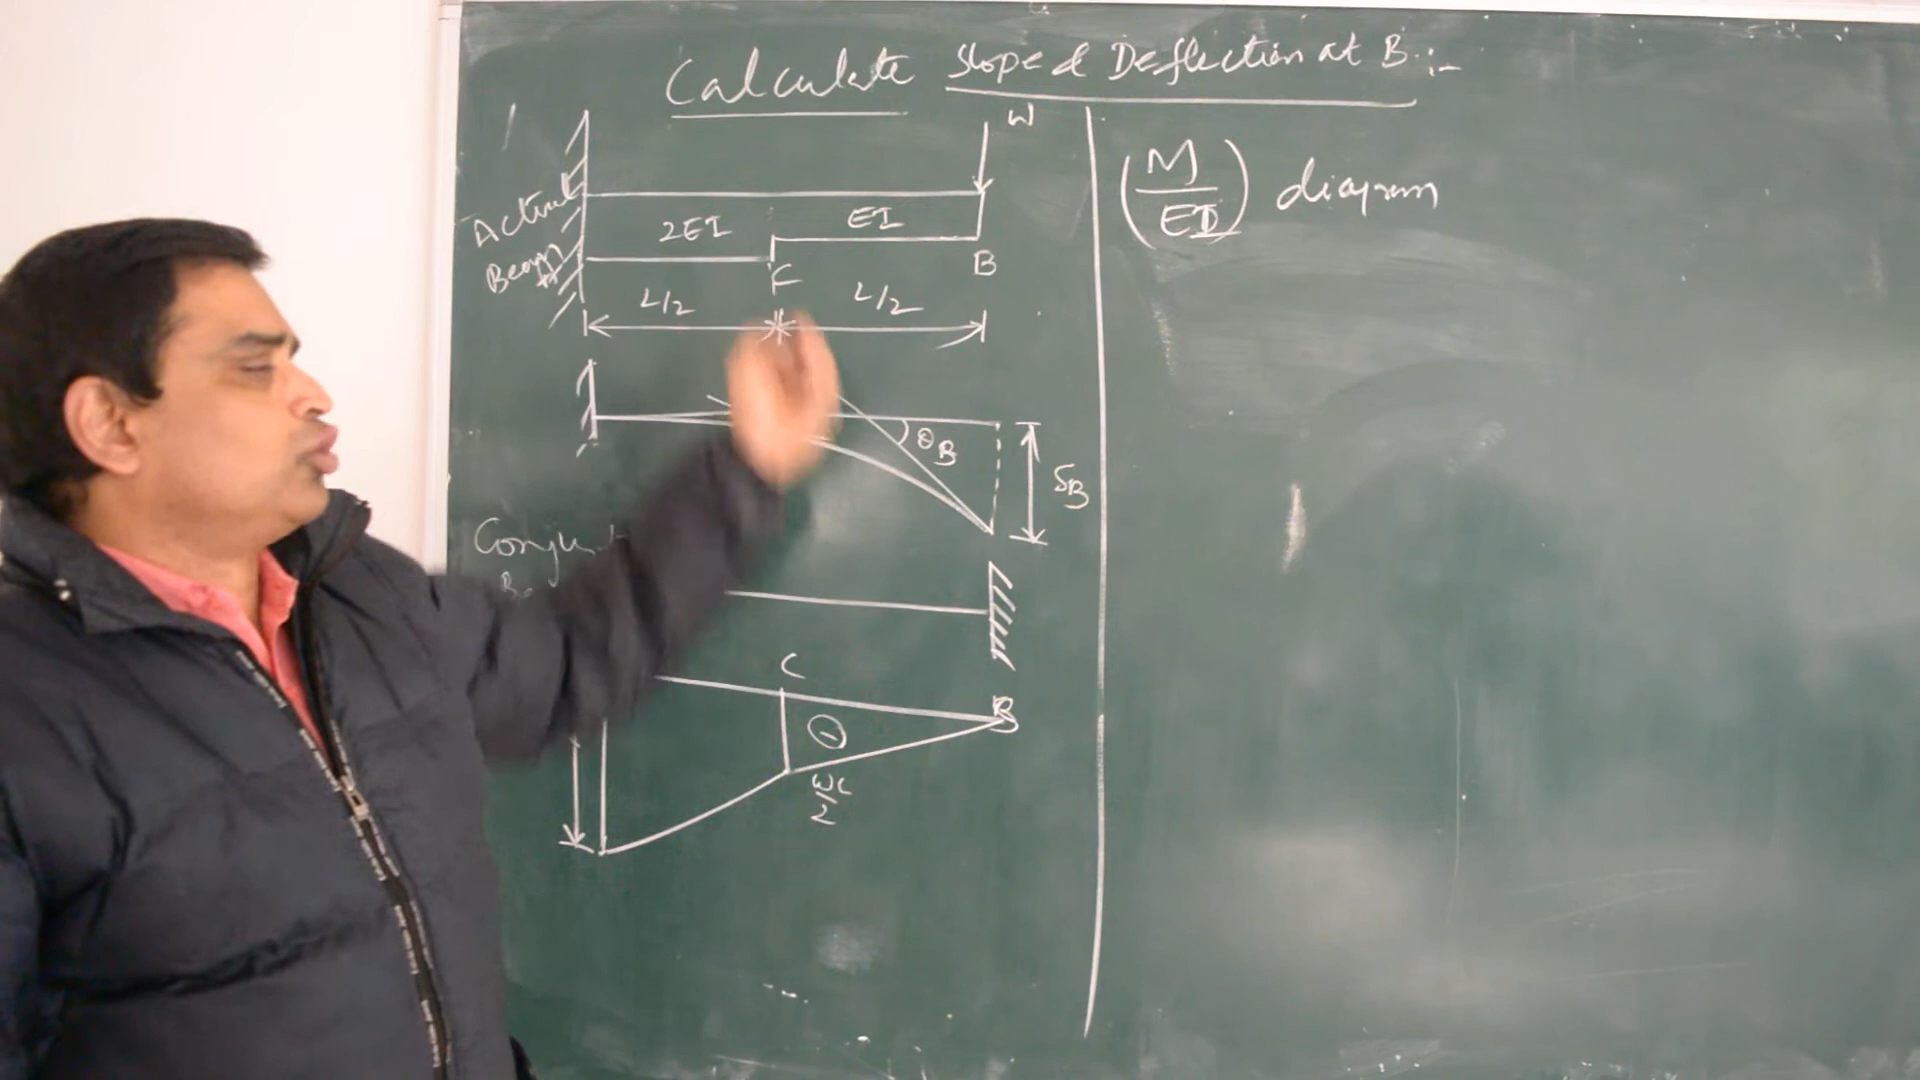 Calculate Slope & Deflection at B :-
W
Actual
Beam
2EI
EI
C
B
L/2
L/2
(M/EI) diagram
θB
δB
C
B
WL/2